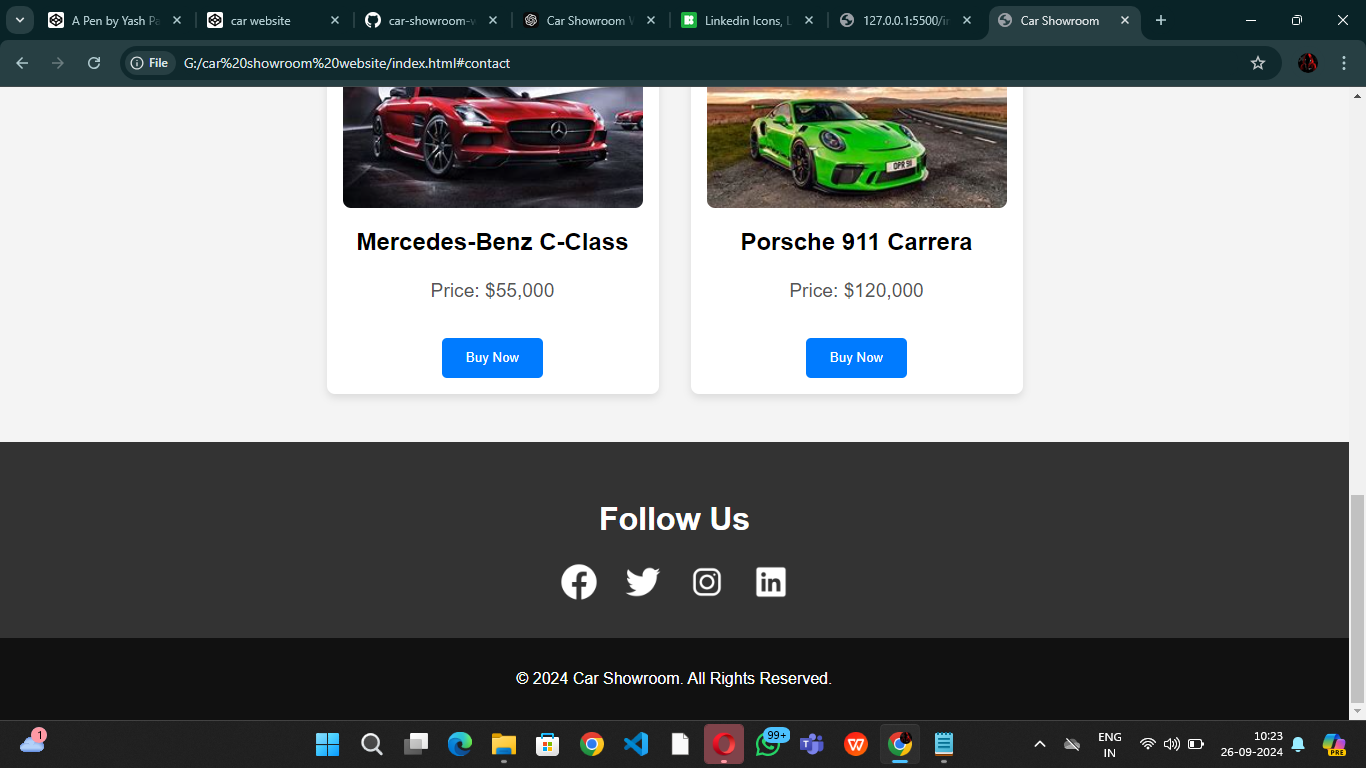 A Pen by Yash Pa
car website
car-showroom-w
Car Showroom W
Linkedin Icons, L
127.0.0.1:5500/in
Car Showroom
File
G:/car%20showroom%20website/index.html#contact
OPR 98
Mercedes-Benz C-Class
Porsche 911 Carrera
Price: $55,000
Price: $120,000
Buy Now
Buy Now
Follow Us
© 2024 Car Showroom. All Rights Reserved.
1
99+
ENG
IN
10:23
26-09-2024
PRE